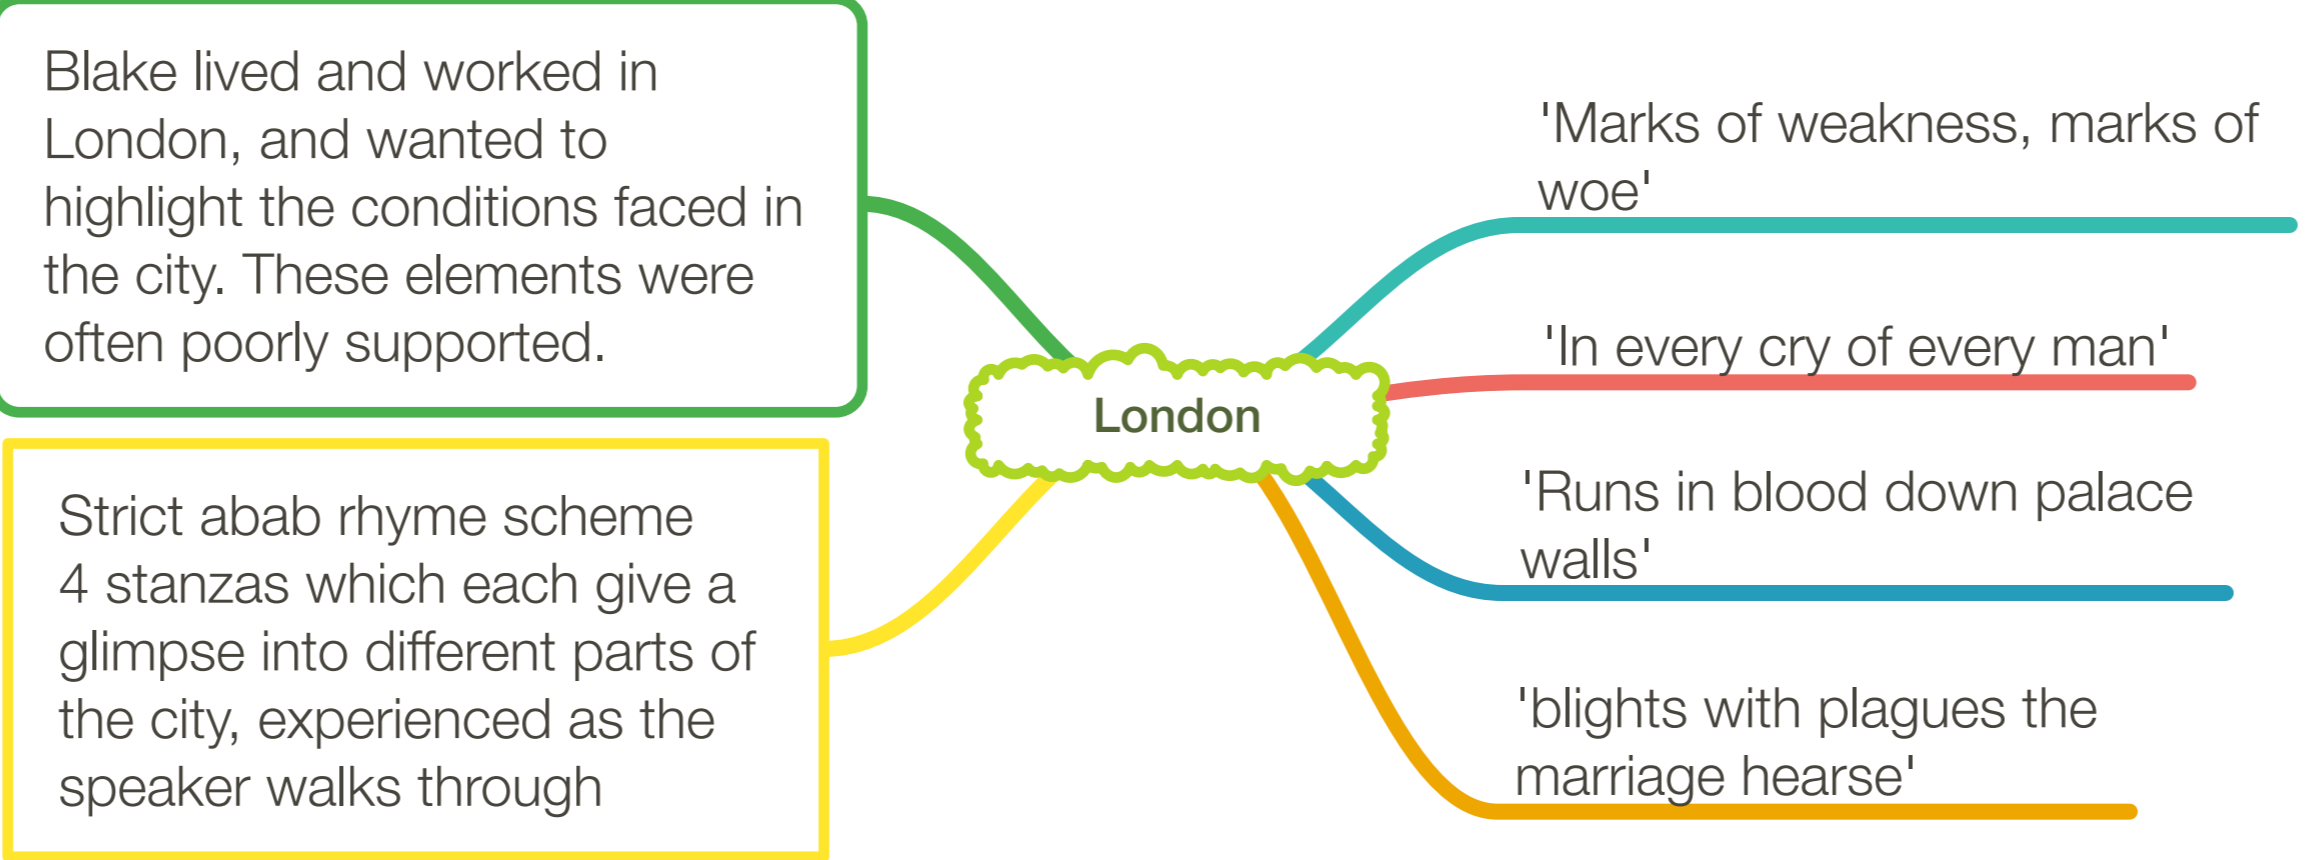 Blake lived and worked in
London, and wanted to
highlight the conditions faced in
the city. These elements were
often poorly supported.
Strict abab rhyme scheme
4 stanzas which each give a
glimpse into different parts of
the city, experienced as the
speaker walks through
London
'Marks of weakness, marks of
woe'
'In every cry of every man'
'Runs in blood down palace
walls'
'blights with plagues the
marriage hearse'